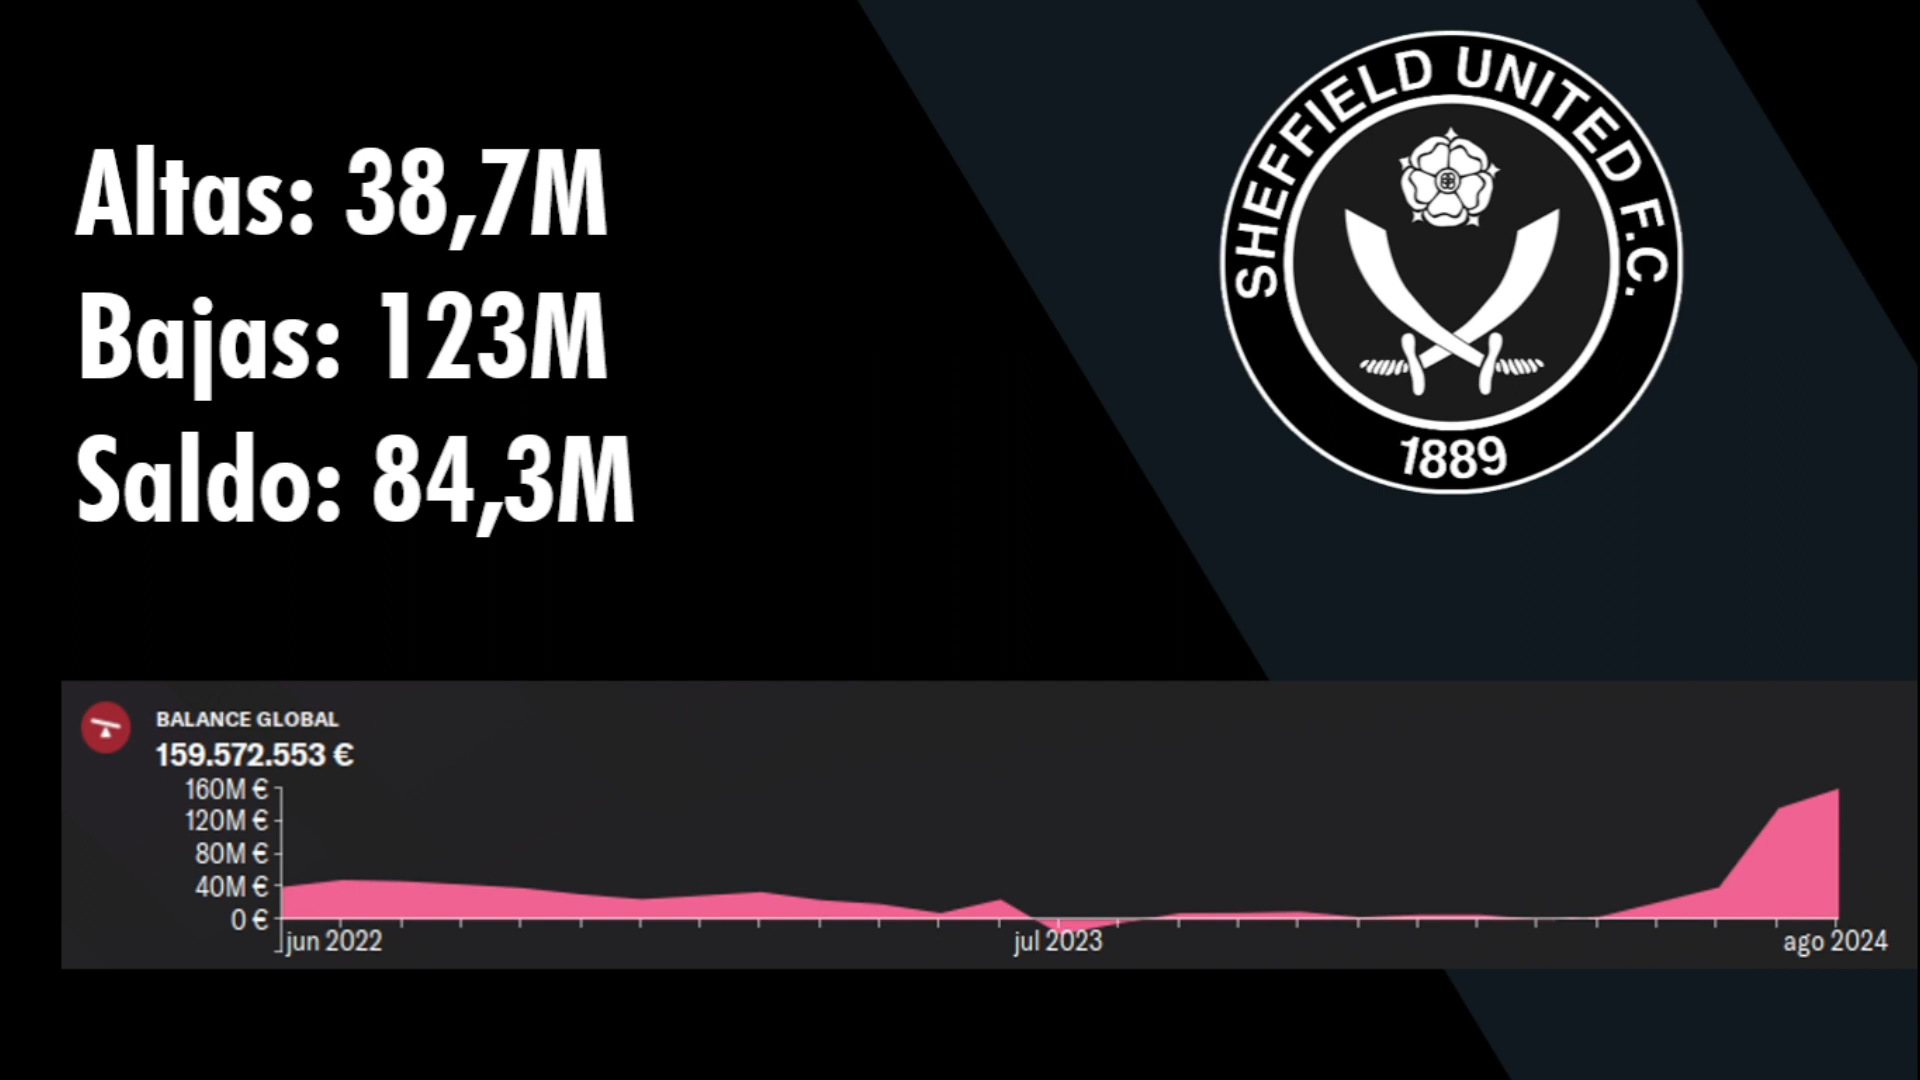 Altas: 38,7M
Bajas: 123M
Saldo: 84,3M
SHEFFIELD UNITED F.C.
1889
BALANCE GLOBAL
159.572.553 €
160M €
120M €
80M €
40M €
0 €
jun 2022
jul 2023
ago 2024